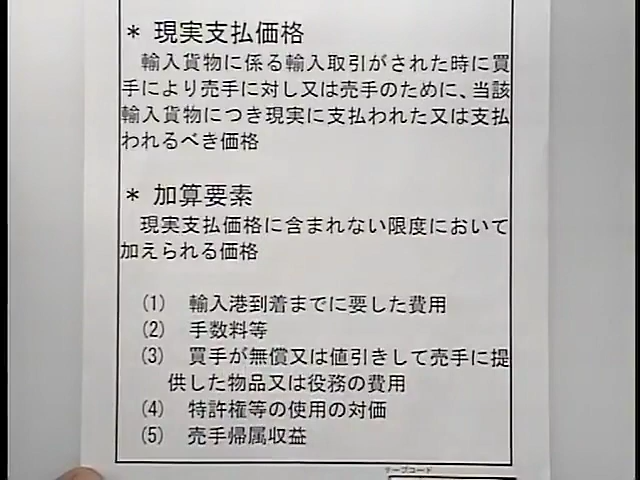 * 現実支払価格
輸入貨物に係る輸入取引がされた時に買
手により売手に対し又は売手のために、当該
輸入貨物につき現実に支払われた又は支払
われるべき価格
* 加算要素
現実支払価格に含まれない限度において
加えられる価格
(1) 輸入港到着までに要した費用
(2) 手数料等
(3) 買手が無償又は値引きして売手に提
供した物品又は役務の費用
(4) 特許権等の使用の対価
(5) 売手帰属収益
テープコード